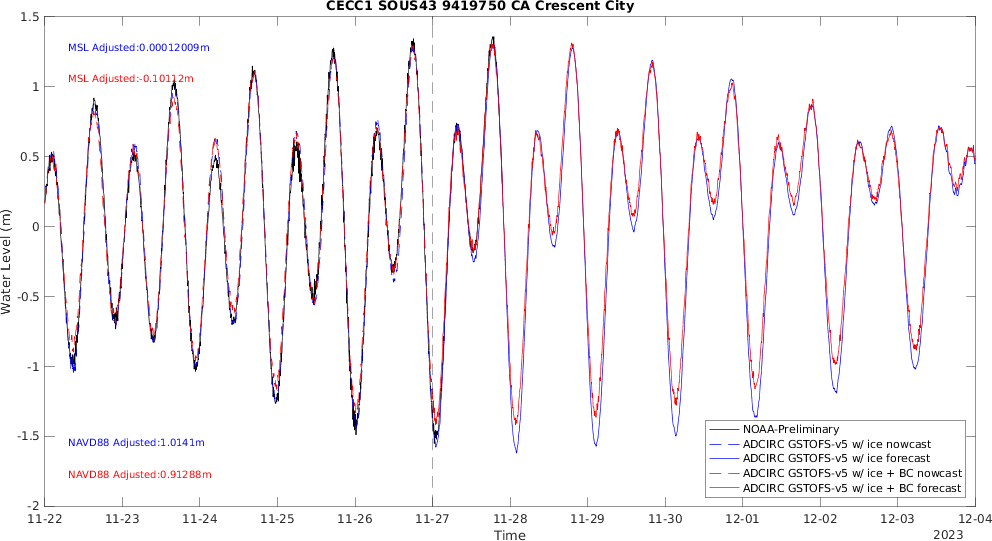 CECC1 SOUS43 9419750 CA Crescent City
MSL Adjusted:0.00012009m
MSL Adjusted:-0.10112m
NAVD88 Adjusted:1.0141m
NAVD88 Adjusted:0.91288m
Water Level (m)
1.5
1
0.5
0
-0.5
-1
-1.5
-2
NOAA-Preliminary
ADCIRC GSTOFS-v5 w/ ice nowcast
ADCIRC GSTOFS-v5 w/ ice forecast
ADCIRC GSTOFS-v5 w/ ice + BC nowcast
ADCIRC GSTOFS-v5 w/ ice + BC forecast
11-22 11-23 11-24 11-25 11-26 11-27 11-28 11-29 11-30 12-01 12-02 12-03 12-04
Time
2023